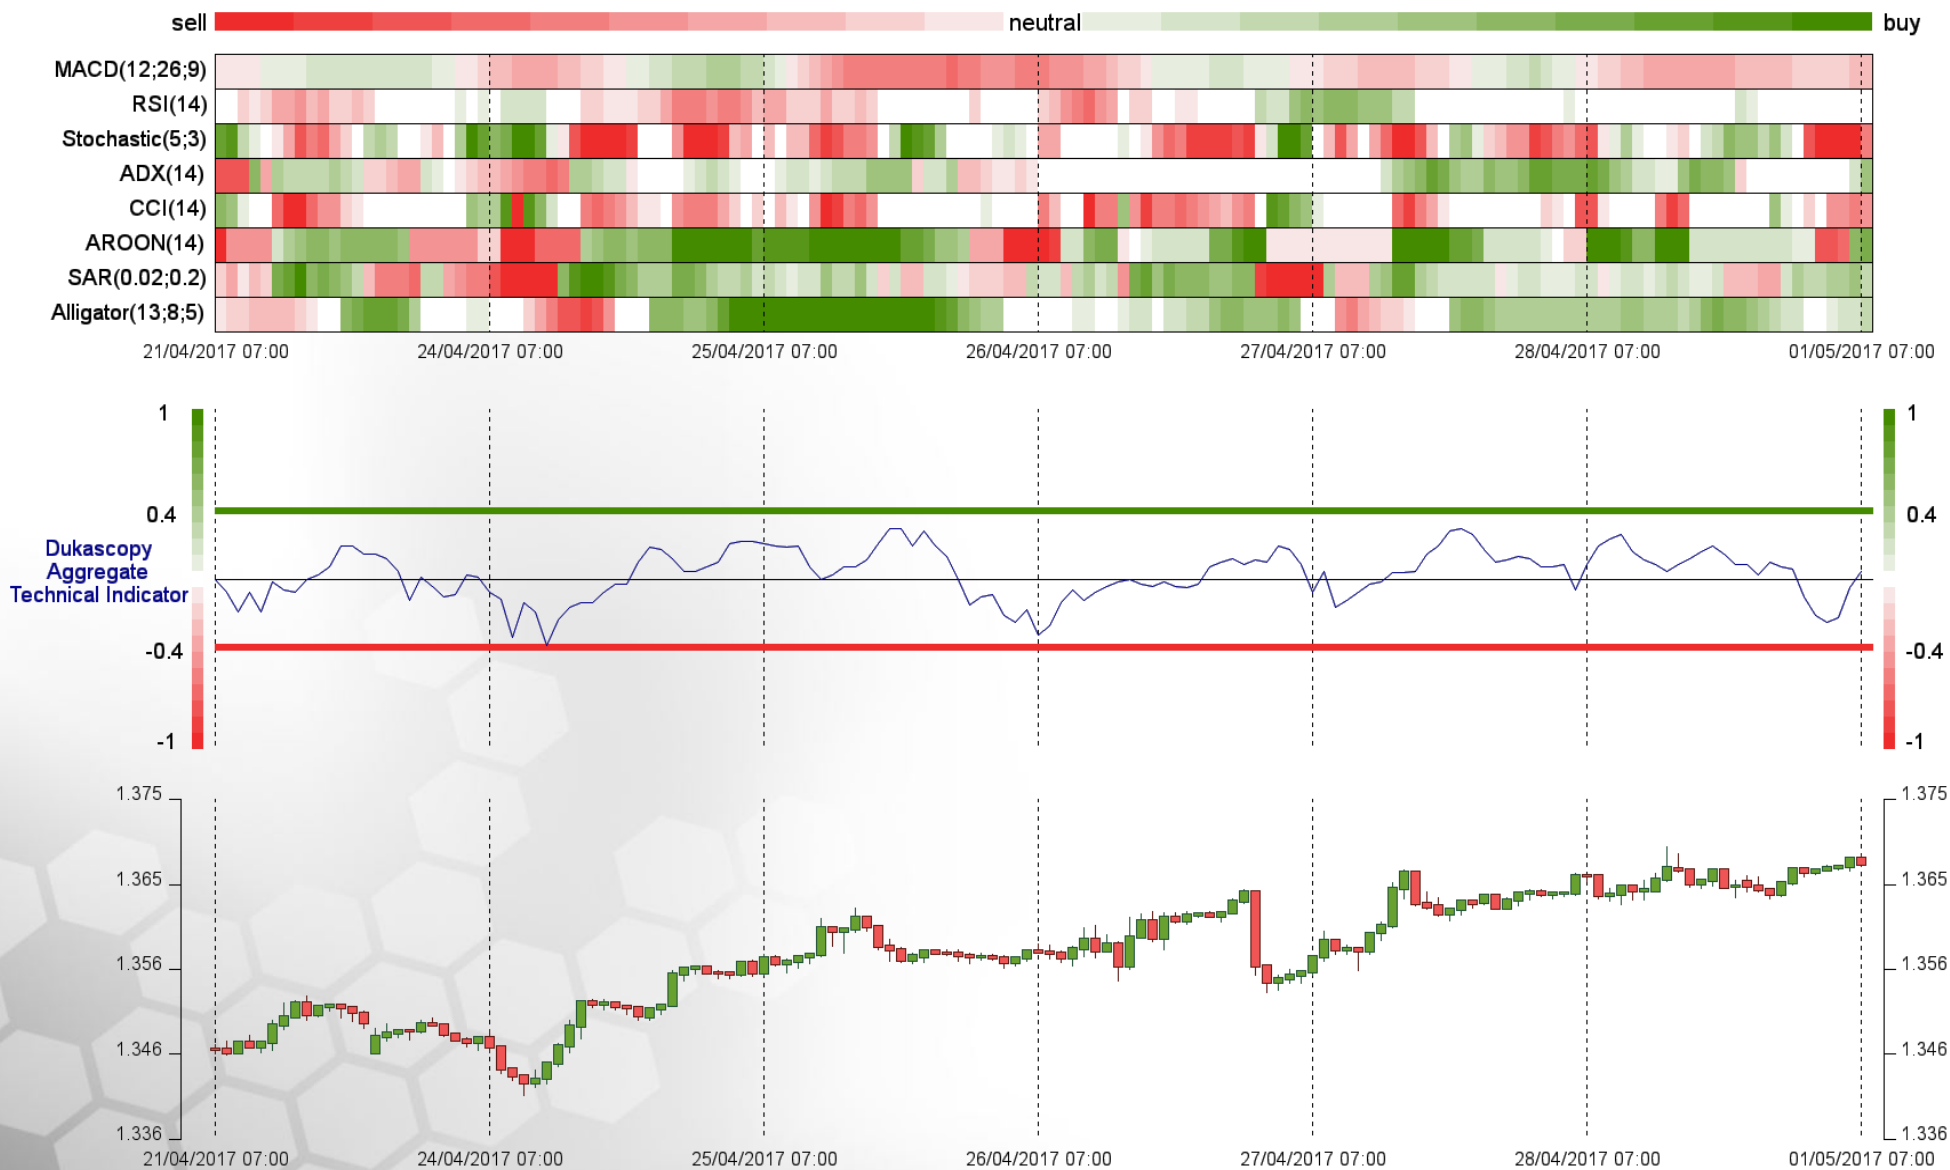 sell neutral buy
MACD(12;26;9)
RSI(14)
Stochastic(5;3)
ADX(14)
CCI(14)
AROON(14)
SAR(0.02;0.2)
Alligator(13;8;5)
21/04/2017 07:00 24/04/2017 07:00 25/04/2017 07:00 26/04/2017 07:00 27/04/2017 07:00 28/04/2017 07:00 01/05/2017 07:00
1 1
0.4 0.4
Dukascopy
Aggregate
Technical Indicator
-0.4 -0.4
-1 -1
1.375 1.375
1.365 1.365
1.356 1.356
1.346 1.346
1.336 1.336
21/04/2017 07:00 24/04/2017 07:00 25/04/2017 07:00 26/04/2017 07:00 27/04/2017 07:00 28/04/2017 07:00 01/05/2017 07:00